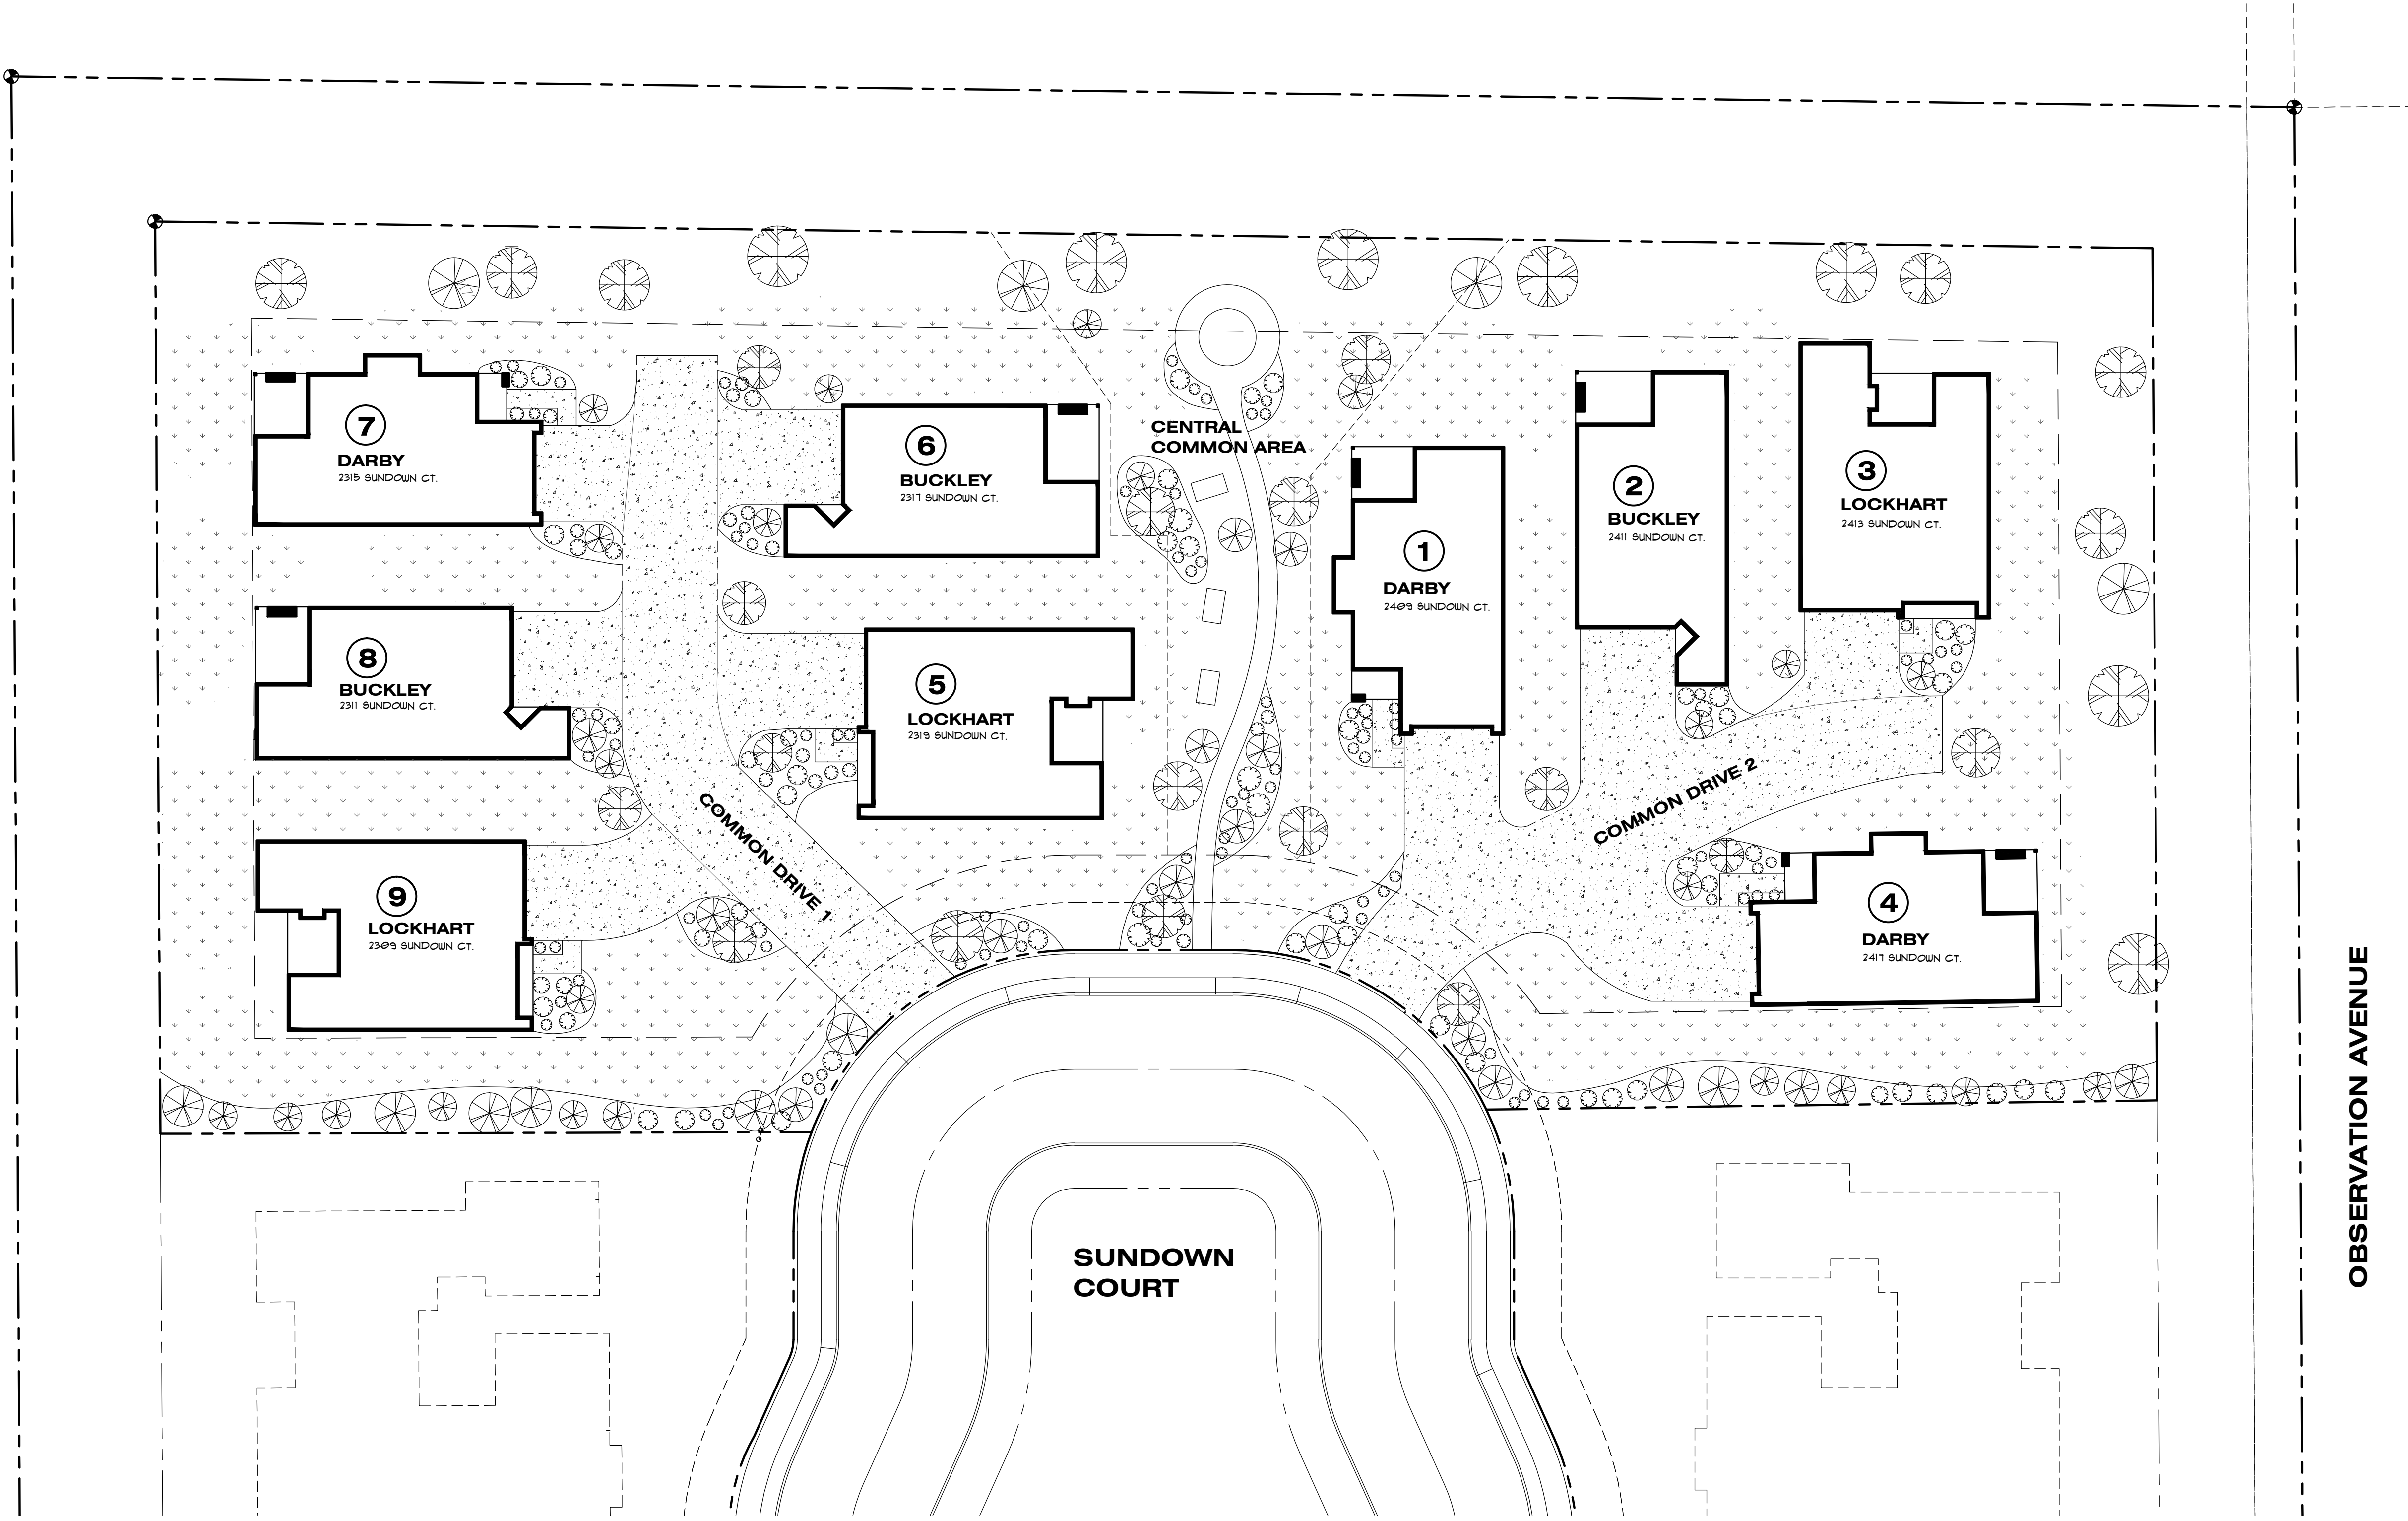 7
DARBY
2315 SUNDOWN CT.
6
BUCKLEY
2317 SUNDOWN CT.
CENTRAL
COMMON AREA
1
DARBY
2409 SUNDOWN CT.
2
BUCKLEY
2411 SUNDOWN CT.
3
LOCKHART
2413 SUNDOWN CT.
8
BUCKLEY
2311 SUNDOWN CT.
5
LOCKHART
2319 SUNDOWN CT.
COMMON DRIVE 1
COMMON DRIVE 2
9
LOCKHART
2309 SUNDOWN CT.
4
DARBY
2417 SUNDOWN CT.
SUNDOWN
COURT
OBSERVATION AVENUE